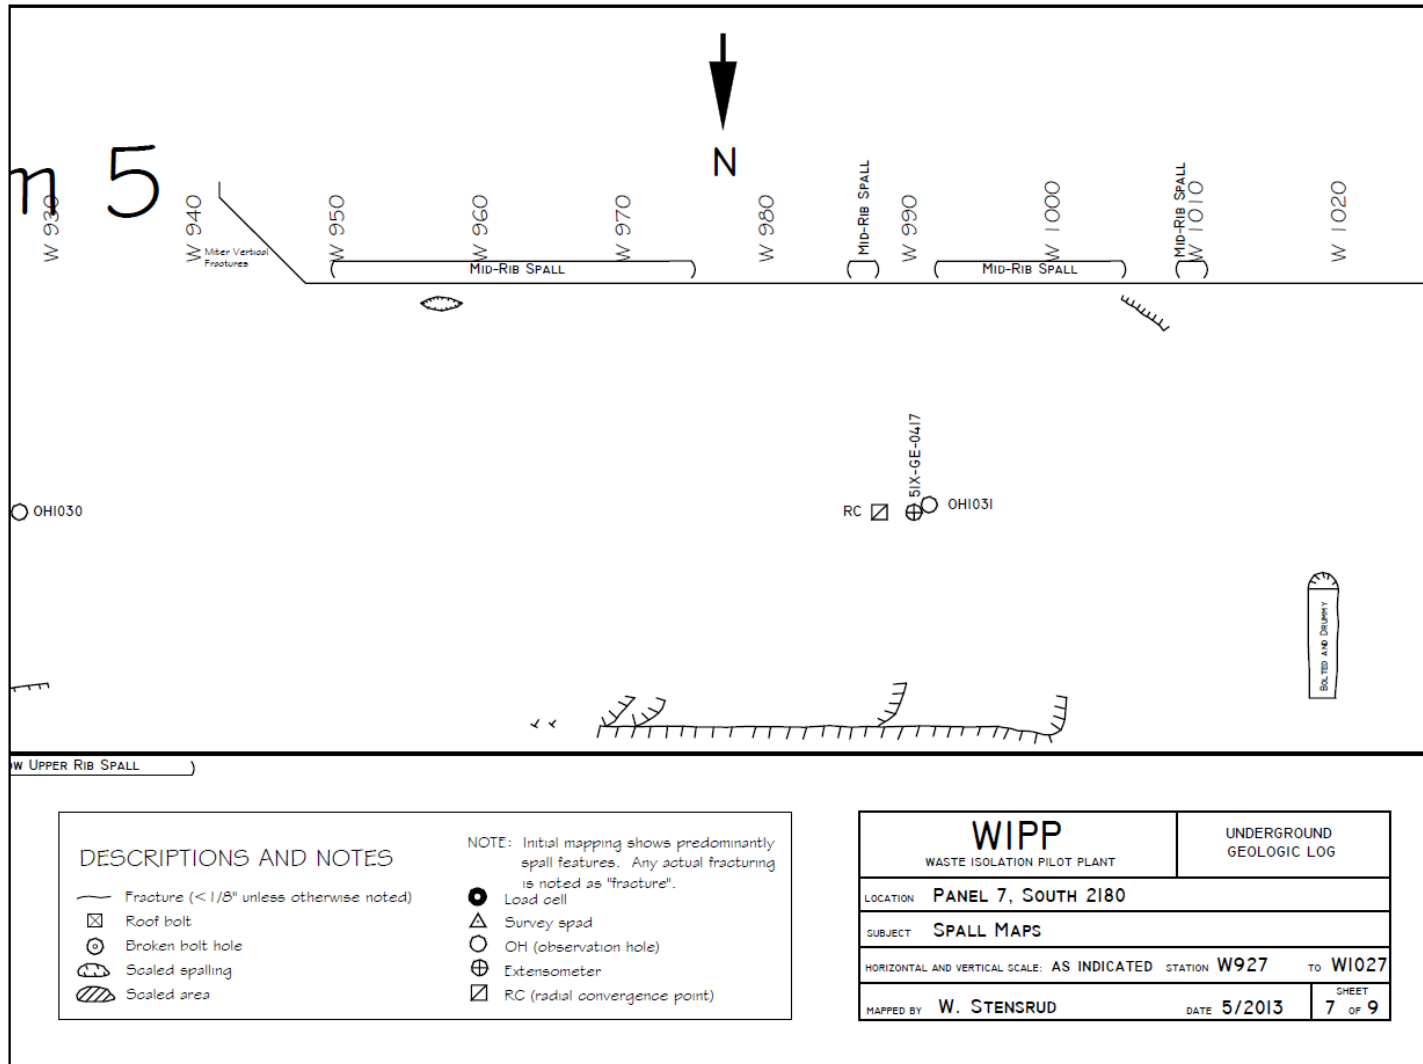 N
n 5
W 930
W 940
W 950
W 960
W 970
W 980
W 990
W 1000
W 1010
W 1020
Miter Vertical
Fractures
MID-RIB SPALL
MID-RIB SPALL
MID-RIB SPALL
MID-RIB SPALL
51X-GE-0417
OH1030
RC
OH1031
BOLTED AND DRUMMY
OW UPPER RIB SPALL
DESCRIPTIONS AND NOTES
Fracture (< 1/8" unless otherwise noted)
Roof bolt
Broken bolt hole
Scaled spalling
Scaled area
NOTE: Initial mapping shows predominantly
spall features. Any actual fracturing
is noted as "fracture".
Load cell
Survey spad
OH (observation hole)
Extensometer
RC (radial convergence point)
WIPP
WASTE ISOLATION PILOT PLANT
UNDERGROUND
GEOLOGIC LOG
LOCATION PANEL 7, SOUTH 2180
SUBJECT SPALL MAPS
HORIZONTAL AND VERTICAL SCALE: AS INDICATED STATION W927 TO W1027
MAPPED BY W. STENSRUD DATE 5/2013
SHEET
7 OF 9